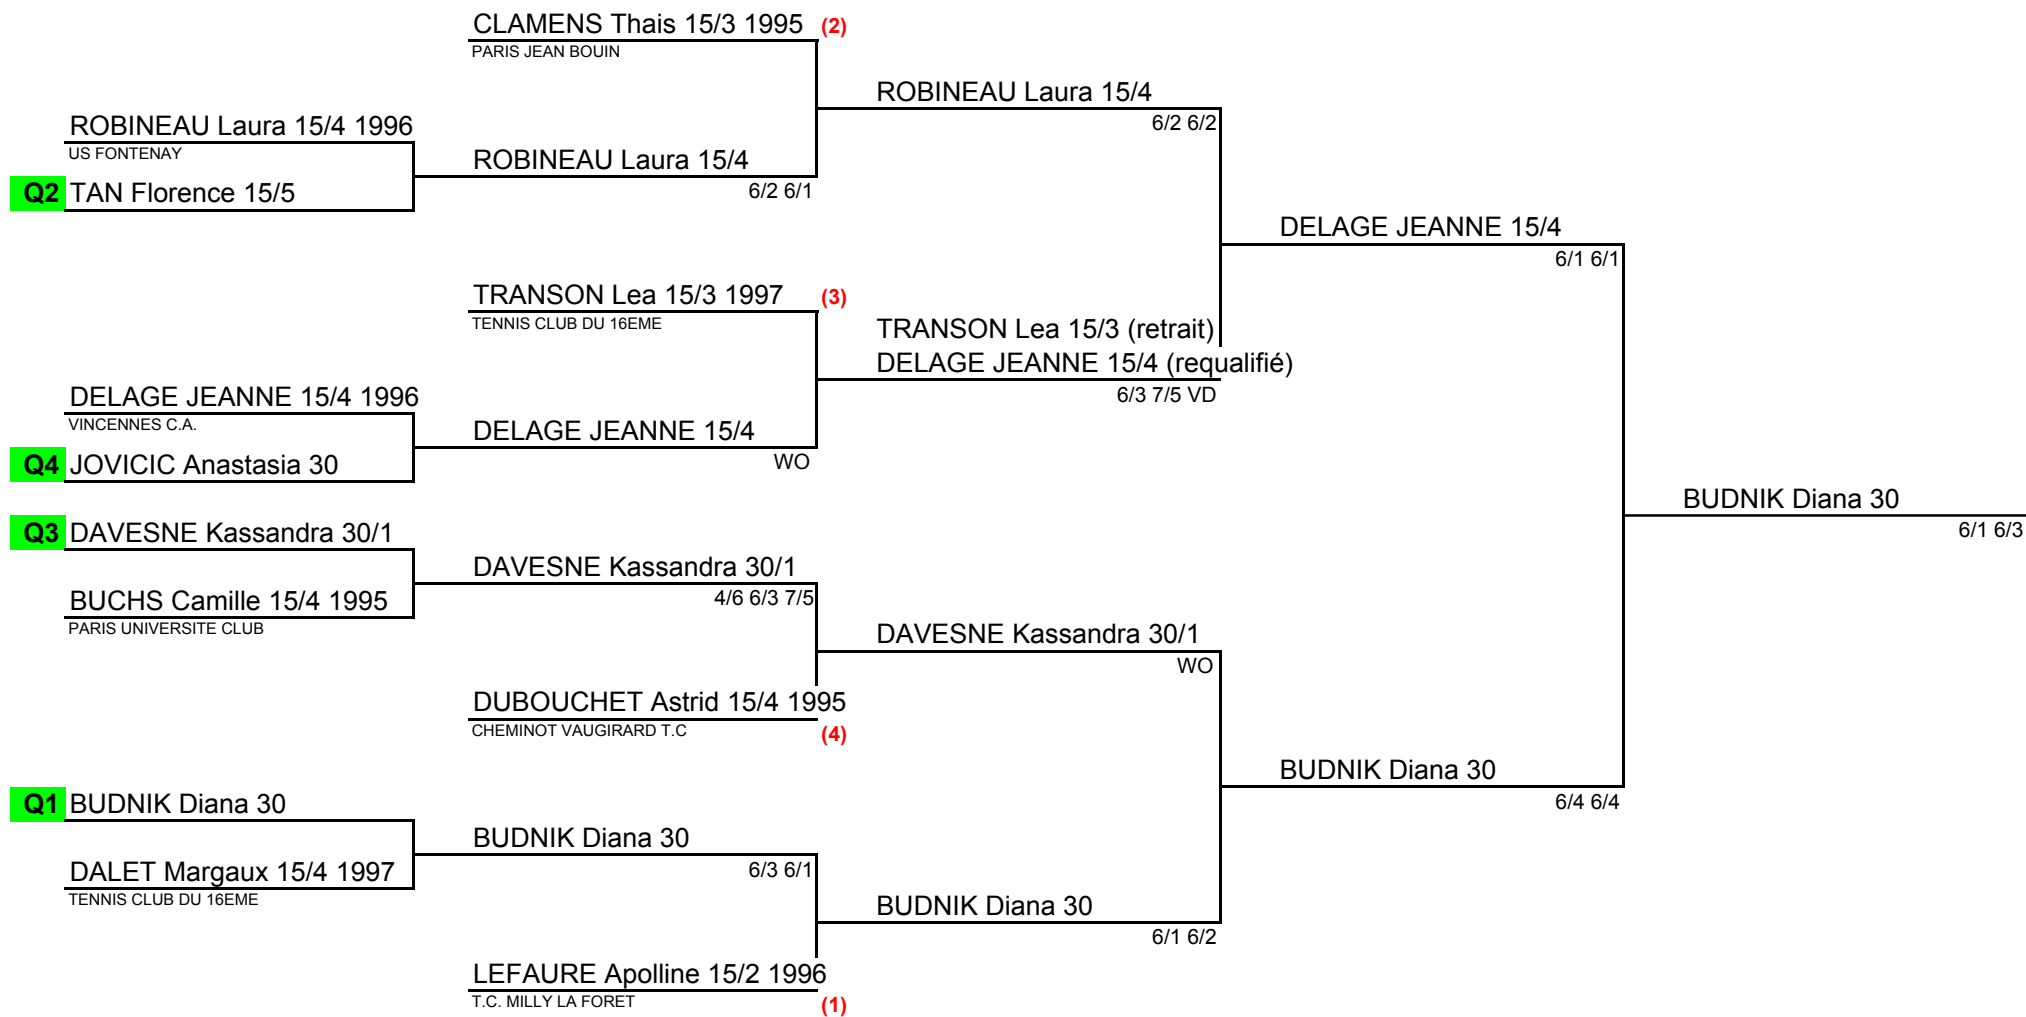 CLAMENS Thais 15/3 1995 (2)
PARIS JEAN BOUIN
ROBINEAU Laura 15/4
6/2 6/2
ROBINEAU Laura 15/4 1996
US FONTENAY
ROBINEAU Laura 15/4
6/2 6/1
Q2 TAN Florence 15/5
DELAGE JEANNE 15/4
6/1 6/1
TRANSON Lea 15/3 1997 (3)
TENNIS CLUB DU 16EME
TRANSON Lea 15/3 (retrait)
DELAGE JEANNE 15/4 (requalifié)
6/3 7/5 VD
DELAGE JEANNE 15/4 1996
VINCENNES C.A.
DELAGE JEANNE 15/4
WO
Q4 JOVICIC Anastasia 30
BUDNIK Diana 30
6/1 6/3
Q3 DAVESNE Kassandra 30/1
DAVESNE Kassandra 30/1
4/6 6/3 7/5
BUCHS Camille 15/4 1995
PARIS UNIVERSITE CLUB
DAVESNE Kassandra 30/1
WO
DUBOUCHET Astrid 15/4 1995
CHEMINOT VAUGIRARD T.C
(4)
BUDNIK Diana 30
6/4 6/4
Q1 BUDNIK Diana 30
BUDNIK Diana 30
6/3 6/1
DALET Margaux 15/4 1997
TENNIS CLUB DU 16EME
BUDNIK Diana 30
6/1 6/2
LEFAURE Apolline 15/2 1996
T.C. MILLY LA FORET
(1)